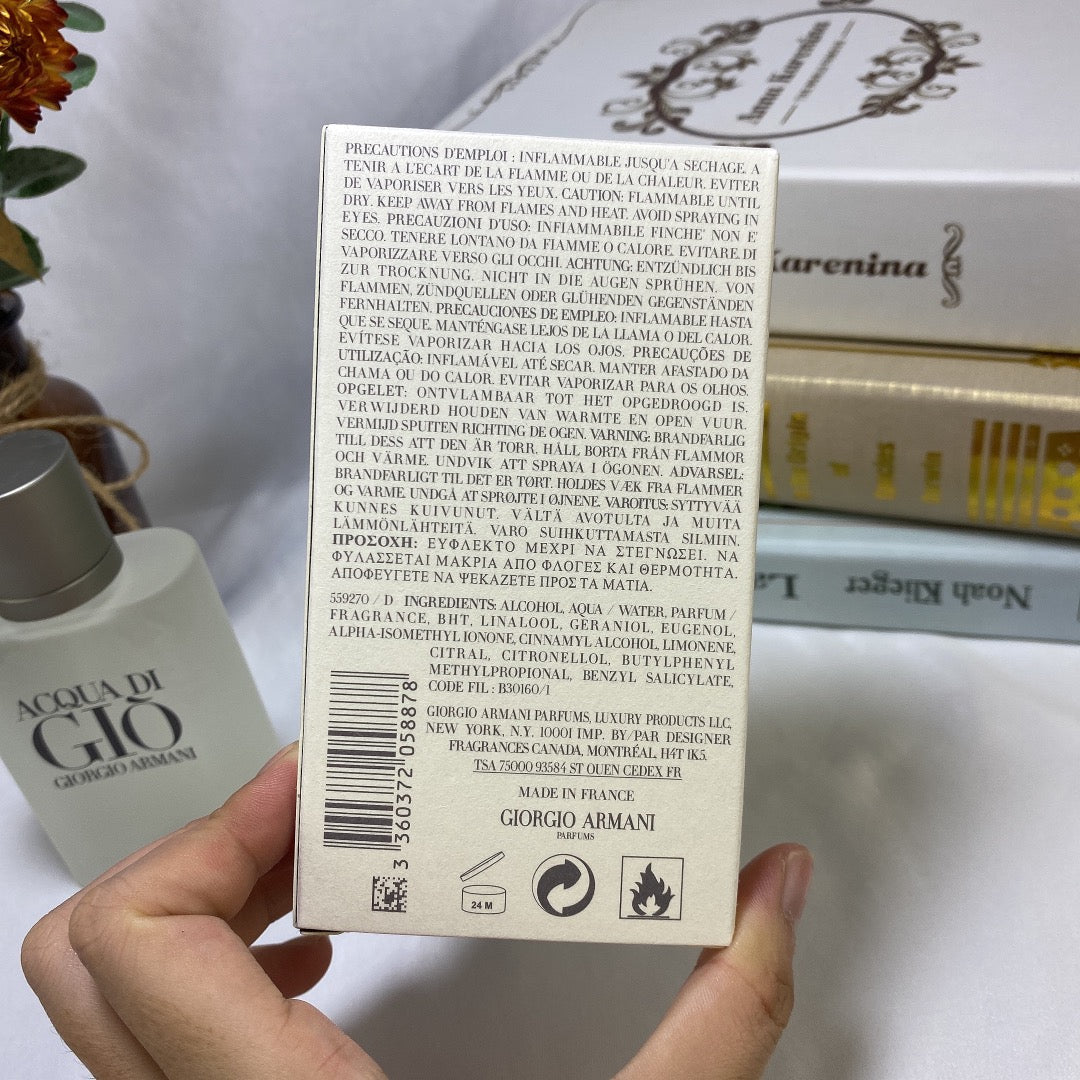 PRECAUTIONS D'EMPLOI : INFLAMMABLE JUSQU'A SECHAGE. A
TENIR A L'ECART DE LA FLAMME OU DE LA CHALEUR. EVITER
DE VAPORISER VERS LES YEUX. CAUTION: FLAMMABLE UNTIL
DRY. KEEP AWAY FROM FLAMES AND HEAT. AVOID SPRAYING IN
EYES. PRECAUZIONI D'USO: INFIAMMABILE FINCHE' NON E'
SECCO. TENERE LONTANO DA FIAMME O CALORE. EVITARE DI
VAPORIZZARE VERSO GLI OCCHI. ACHTUNG: ENTZÜNDLICH BIS
ZUR TROCKNUNG. NICHT IN DIE AUGEN SPRÜHEN. VON
FLAMMEN, ZÜNDQUELLEN ODER GLÜHENDEN GEGENSTÄNDEN
FERNHALTEN. PRECAUCIONES DE EMPLEO: INFLAMABLE HASTA
QUE SE SEQUE. MANTÉNGASE LEJOS DE LA LLAMA O DEL CALOR.
EVÍTESE VAPORIZAR HACIA LOS OJOS. PRECAUÇÕES DE
UTILIZAÇÃO: INFLAMÁVEL ATÉ SECAR. MANTER AFASTADO DA
CHAMA OU DO CALOR. EVITAR VAPORIZAR PARA OS OLHOS.
OPGELET: ONTVLAMBAAR TOT HET OPGEDROOGD IS.
VERWIJDERD HOUDEN VAN WARMTE EN OPEN VUUR.
VERMIJD SPUITEN RICHTING DE OGEN. VARNING: BRANDFARLIG
TILL DESS ATT DEN ÄR TORR. HÅLL BORTA FRÅN FLAMMOR
OCH VÄRME. UNDVIK ATT SPRAYA I ÖGONEN. ADVARSEL:
BRANDFARLIGT TIL DET ER TØRT. HOLDES VÆK FRA FLAMMER
OG VARME. UNDGÅ AT SPRØJTE I ØJNENE. VAROITUS: SYTTYVÄÄ
KUNNES KUIVUNUT. VÄLTÄ AVOTULTA JA MUITA
LÄMMÖNLÄHTEITÄ. VARO SUIHKUTTAMASTA SILMIIN.
ΠΡΟΣΟΧΗ: ΕΥΦΛΕΚΤΟ ΜΕΧΡΙ ΝΑ ΣΤΕΓΝΩΣΕΙ. ΝΑ
ΦΥΛΑΣΣΕΤΑΙ ΜΑΚΡΙΑ ΑΠΟ ΦΛΟΓΕΣ ΚΑΙ ΘΕΡΜΟΤΗΤΑ.
ΑΠΟΦΕΥΓΕΤΕ ΝΑ ΨΕΚΑΖΕΤΕ ΠΡΟΣ ΤΑ ΜΑΤΙΑ.
559270 / D INGREDIENTS: ALCOHOL, AQUA / WATER, PARFUM /
FRAGRANCE, BHT, LINALOOL, GERANIOL, EUGENOL,
ALPHA-ISOMETHYL IONONE, CINNAMYL ALCOHOL, LIMONENE,
CITRAL, CITRONELLOL, BUTYLPHENYL
METHYLPROPIONAL, BENZYL SALICYLATE,
CODE FIL : B30160/1
GIORGIO ARMANI PARFUMS, LUXURY PRODUCTS LLC,
NEW YORK, N.Y. 10001 IMP. BY/PAR DESIGNER
FRAGRANCES CANADA, MONTRÉAL, H4T 1K5.
TSA 75000 93584 ST OUEN CEDEX FR
MADE IN FRANCE
GIORGIO ARMANI
PARFUMS
3 360372 058878
24 M
ACQUA DI
GIÒ
GIORGIO ARMANI
Anna Karenina
Karenina
of
Species
Darwin
Noah Klieger